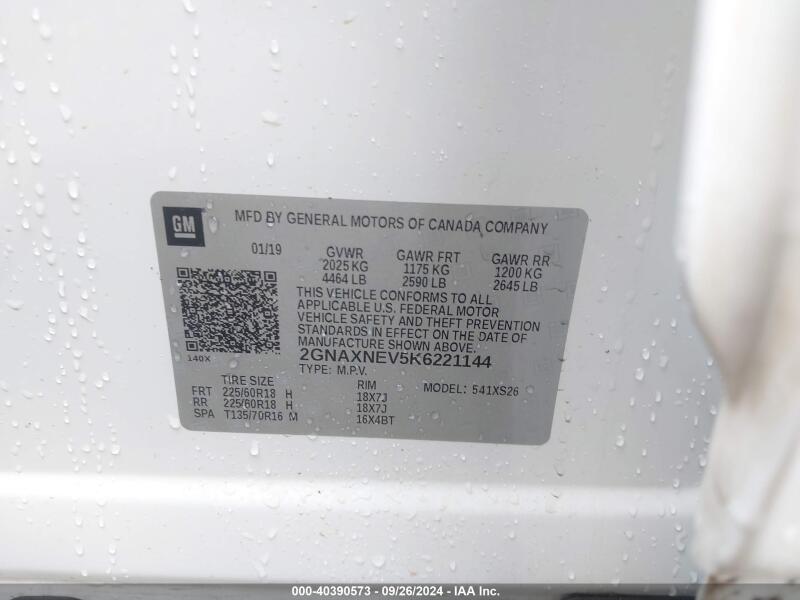 GM
MFD BY GENERAL MOTORS OF CANADA COMPANY
01/19 GVWR GAWR FRT GAWR RR
2025 KG 1175 KG 1200 KG
4464 LB 2590 LB 2645 LB
THIS VEHICLE CONFORMS TO ALL
APPLICABLE U.S. FEDERAL MOTOR
VEHICLE SAFETY AND THEFT PREVENTION
STANDARDS IN EFFECT ON THE DATE OF
MANUFACTURE SHOWN ABOVE.
140X 2GNAXNEV5K6221144
TYPE: M.P.V. MODEL: 541XS26
TIRE SIZE RIM
FRT 225/60R18 H 18X7J
RR 225/60R18 H 18X7J
SPA T135/70R16 M 16X4BT
000-40390573 - 09/26/2024 - IAA Inc.